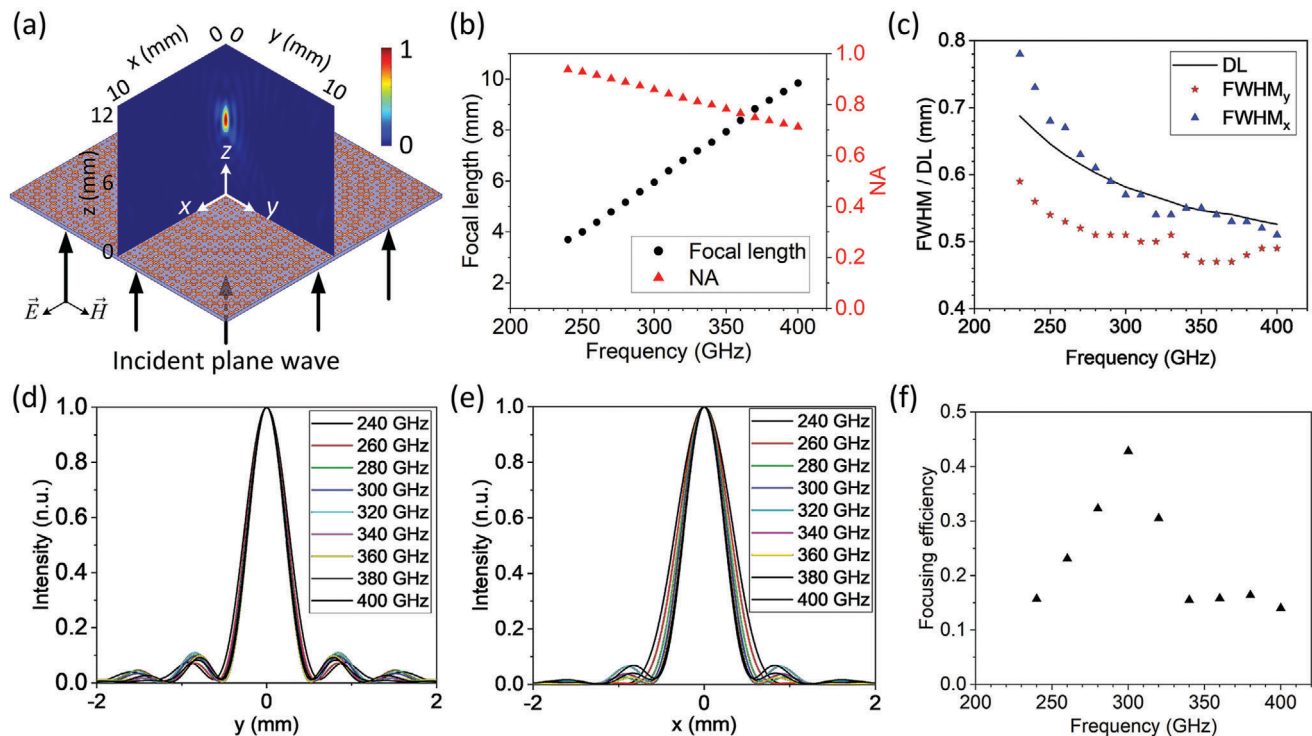 (a)
x (mm)
0 0
y (mm)
10
10
12
z (mm)
6
0
z
x
y
1
0
E H
Incident plane wave
(b)
Focal length (mm)
10
8
6
4
2
1.0
0.8
0.6
0.4
0.2
0.0
NA
Focal length
NA
200 250 300 350 400
Frequency (GHz)
(c)
FWHM / DL (mm)
0.8
0.7
0.6
0.5
0.4
DL
FWHMy
FWHMx
200 250 300 350 400
Frequency (GHz)
(d)
Intensity (n.u.)
1.0
0.8
0.6
0.4
0.2
0.0
240 GHz
260 GHz
280 GHz
300 GHz
320 GHz
340 GHz
360 GHz
380 GHz
400 GHz
-2 0 2
y (mm)
(e)
Intensity (n.u.)
1.0
0.8
0.6
0.4
0.2
0.0
240 GHz
260 GHz
280 GHz
300 GHz
320 GHz
340 GHz
360 GHz
380 GHz
400 GHz
-2 0 2
x (mm)
(f)
Focusing efficiency
0.5
0.4
0.3
0.2
0.1
0.0
250 300 350 400
Frequency (GHz)